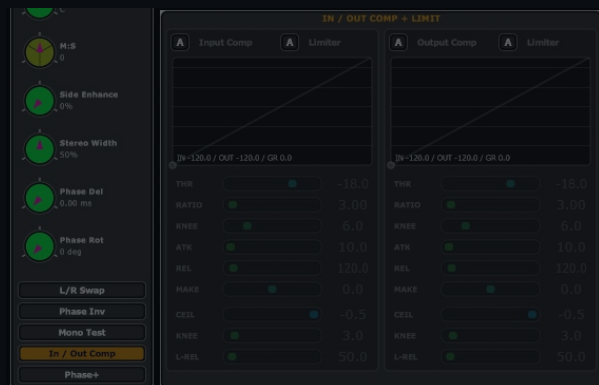 C
M:S
0
Side Enhance
0%
Stereo Width
50%
Phase Del
0.00 ms
Phase Rot
0 deg
L/R Swap
Phase Inv
Mono Test
In / Out Comp
Phase+
IN / OUT COMP + LIMIT
A Input Comp A Limiter
IN -120.0 / OUT -120.0 / GR 0.0
THR -18.0
RATIO 3.00
KNEE 6.0
ATK 10.0
REL 120.0
MAKE 0.0
CEIL -0.5
KNEE 3.0
L-REL 50.0
A Output Comp A Limiter
IN -120.0 / OUT -120.0 / GR 0.0
THR -18.0
RATIO 3.00
KNEE 6.0
ATK 10.0
REL 120.0
MAKE 0.0
CEIL -0.5
KNEE 3.0
L-REL 50.0